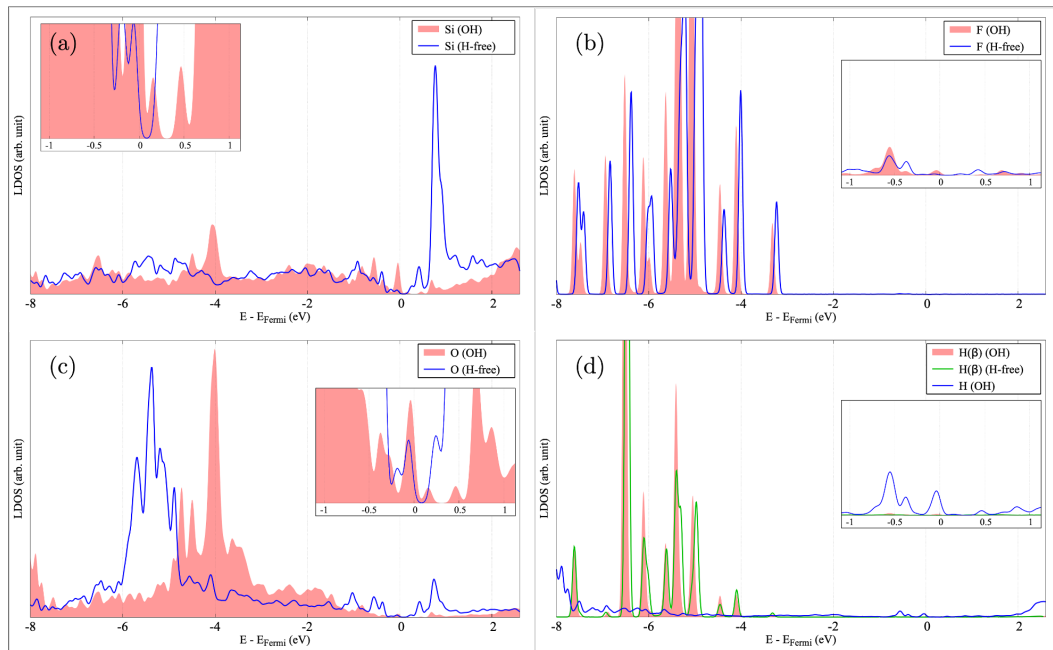 (a)
Si (OH)
Si (H-free)
LDOS (arb. unit)
-1 -0.5 0 0.5 1
-8 -6 -4 -2 0 2
E - EFermi (eV)
(b)
F (OH)
F (H-free)
LDOS (arb. unit)
-1 -0.5 0 0.5 1
-8 -6 -4 -2 0 2
E - EFermi (eV)
(c)
O (OH)
O (H-free)
LDOS (arb. unit)
-1 -0.5 0 0.5 1
-8 -6 -4 -2 0 2
E - EFermi (eV)
(d)
H(β) (OH)
H(β) (H-free)
H (OH)
LDOS (arb. unit)
-1 -0.5 0 0.5 1
-8 -6 -4 -2 0 2
E - EFermi (eV)